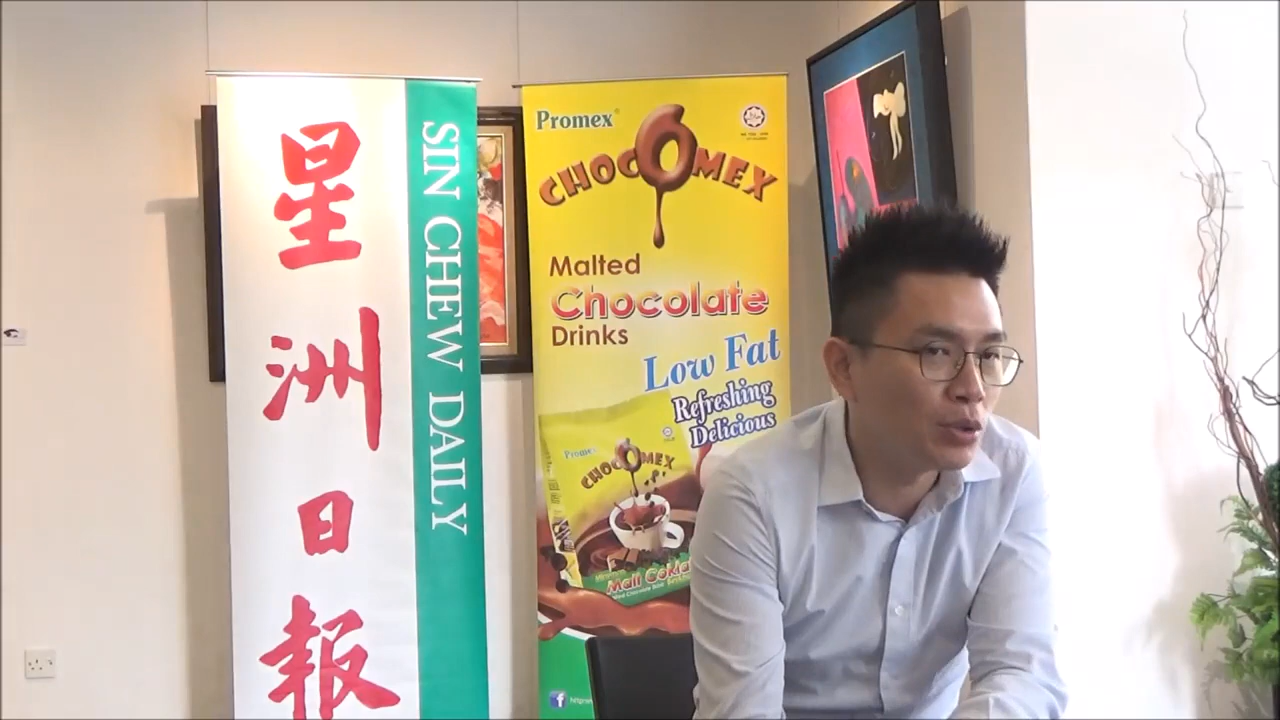 星洲日報
SIN CHEW DAILY
Promex
CHOCOMEX
Malted
Chocolate
Drinks
Low Fat
Refreshing
Delicious
Promex
CHOCOMEX